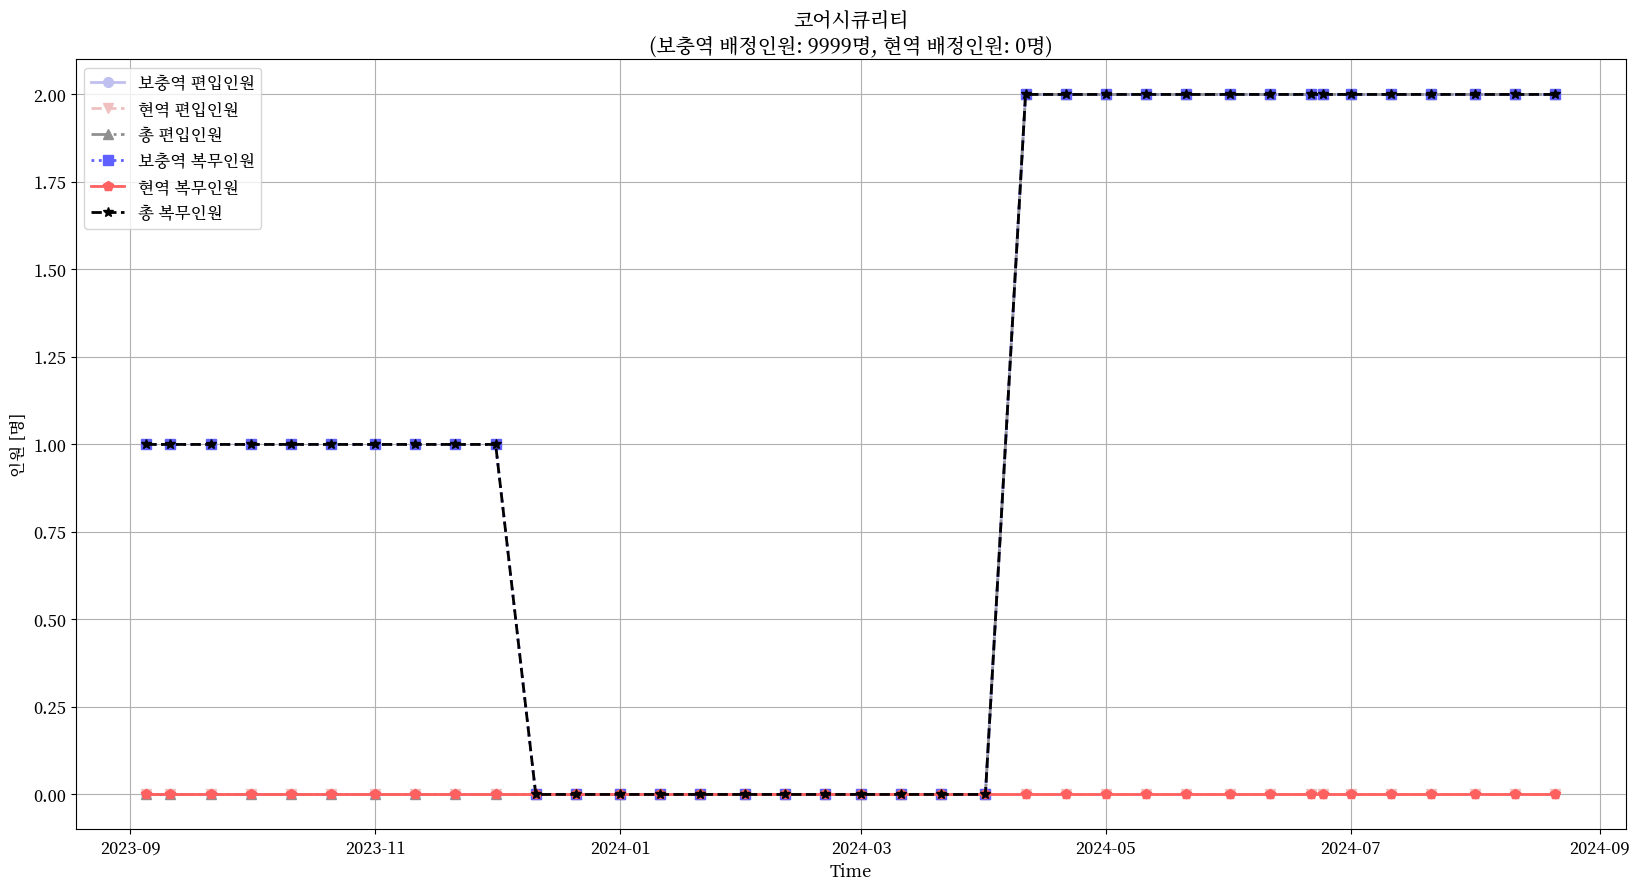 코어시큐리티
(보충역 배정인원: 9999명, 현역 배정인원: 0명)
보충역 편입인원
현역 편입인원
총 편입인원
보충역 복무인원
현역 복무인원
총 복무인원
2.00
1.75
1.50
1.25
1.00
0.75
0.50
0.25
0.00
인원 [명]
2023-09
2023-11
2024-01
2024-03
2024-05
2024-07
2024-09
Time